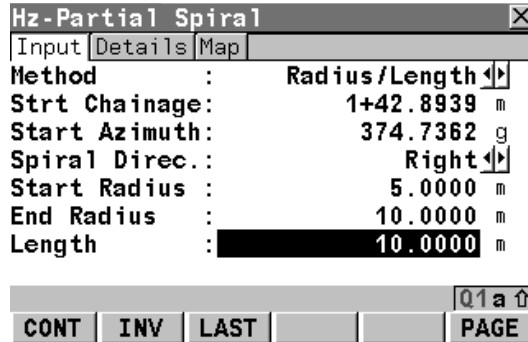 Hz-Partial Spiral
Input Details Map
Method : Radius/Length
Strt Chainage: 1+42.8939 m
Start Azimuth: 374.7362 g
Spiral Direc.: Right
Start Radius : 5.0000 m
End Radius : 10.0000 m
Length : 10.0000 m
Q1 a ⇧
CONT INV LAST PAGE